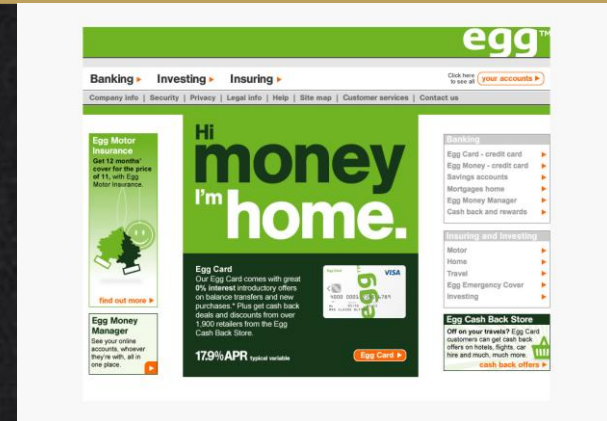 egg™
Banking Investing Insuring
Click here
to see all
your accounts
Company info | Security | Privacy | Legal info | Help | Site map | Customer services | Contact us
Egg Motor
Insurance
Get 12 months'
cover for the price
of 11, with Egg
Motor Insurance.
find out more
Egg Money
Manager
See your online
accounts, whoever
they're with, all in
one place.
Hi
money
I'm
home.
Egg Card
Our Egg Card comes with great
0% interest introductory offers
on balance transfers and new
purchases.* Plus get cash back
deals and discounts from over
1,900 retailers from the Egg
Cash Back Store.
17.9% APR typical variable
VISA
egg
Egg Card
Banking
Egg Card - credit card
Egg Money - credit card
Savings accounts
Mortgages home
Egg Money Manager
Cash back and rewards
Insuring and Investing
Motor
Home
Travel
Egg Emergency Cover
Investing
Egg Cash Back Store
Off on your travels? Egg Card
customers can get cash back
offers on hotels, flights, car
hire and much, much more.
cash back offers